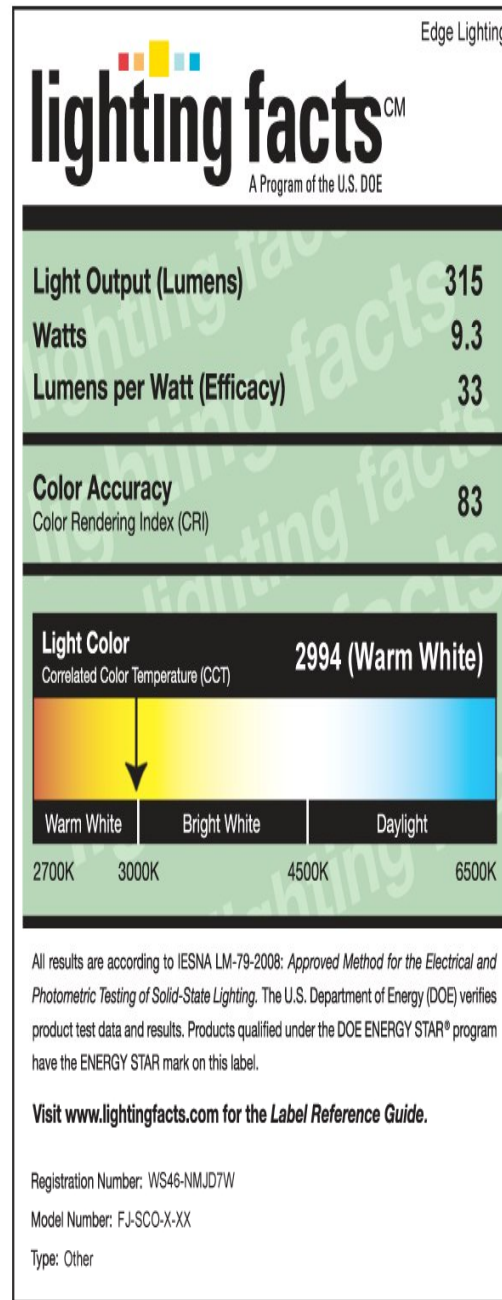 Edge Lighting
lighting facts CM
A Program of the U.S. DOE
Light Output (Lumens) 315
Watts 9.3
Lumens per Watt (Efficacy) 33
Color Accuracy
Color Rendering Index (CRI) 83
Light Color
Correlated Color Temperature (CCT) 2994 (Warm White)
Warm White Bright White Daylight
2700K 3000K 4500K 6500K
All results are according to IESNA LM-79-2008: Approved Method for the Electrical and
Photometric Testing of Solid-State Lighting. The U.S. Department of Energy (DOE) verifies
product test data and results. Products qualified under the DOE ENERGY STAR® program
have the ENERGY STAR mark on this label.
Visit www.lightingfacts.com for the Label Reference Guide.
Registration Number: WS46-NMJD7W
Model Number: FJ-SCO-X-XX
Type: Other